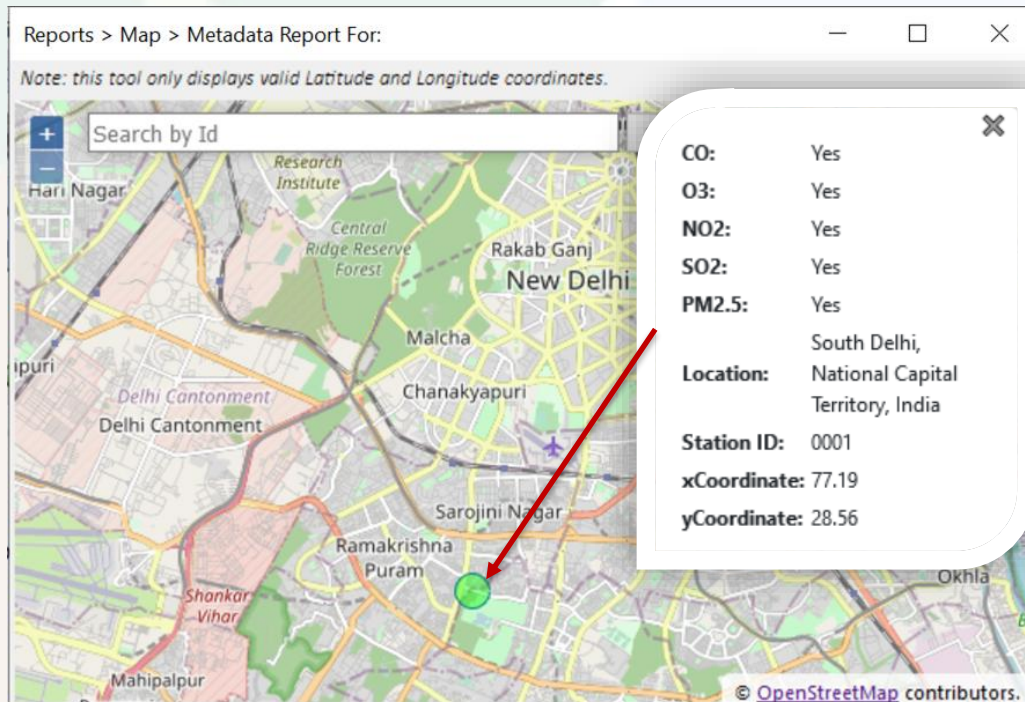 Reports > Map > Metadata Report For:
Note: this tool only displays valid Latitude and Longitude coordinates.
+
Search by Id
−
Hari Nagar
Research
Institute
Central
Ridge Reserve
Forest
Rakab Ganj
New Delhi
Malcha
apuri
Chanakyapuri
Delhi Cantonment
Delhi Cantonment
Sarojini Nagar
Ramakrishna
Puram
Shankar
Vihar
Mahipalpur
Okhla
CO: Yes
O3: Yes
NO2: Yes
SO2: Yes
PM2.5: Yes
Location: South Delhi,
National Capital
Territory, India
Station ID: 0001
xCoordinate: 77.19
yCoordinate: 28.56
© OpenStreetMap contributors.